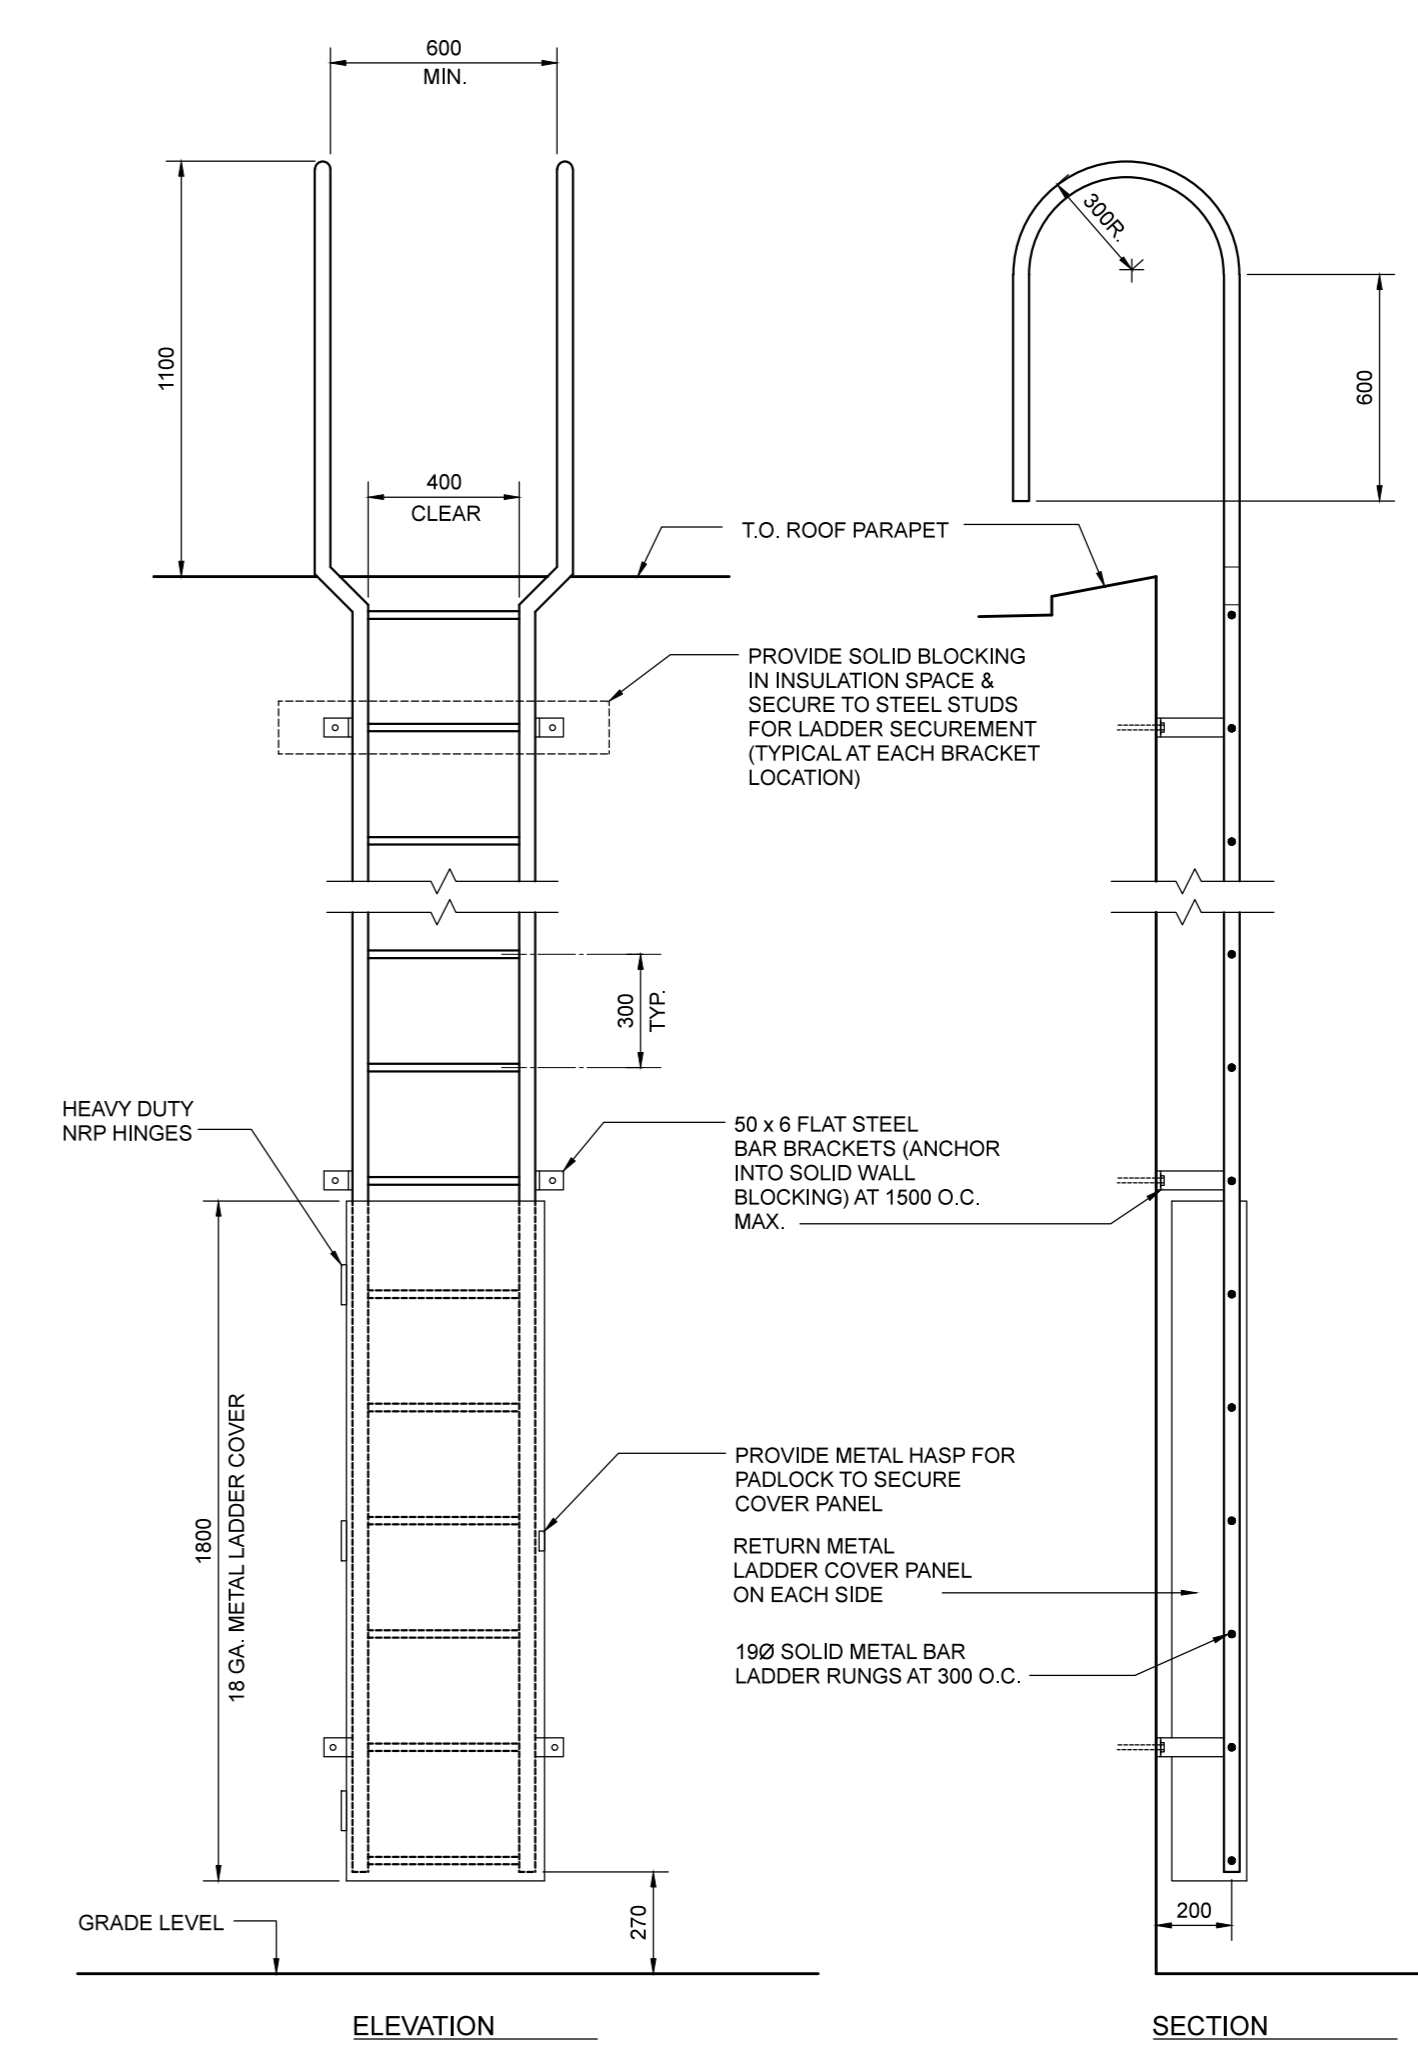 600
MIN.
1100
300R.
600
400
CLEAR
T.O. ROOF PARAPET
PROVIDE SOLID BLOCKING
IN INSULATION SPACE &
SECURE TO STEEL STUDS
FOR LADDER SECUREMENT
(TYPICAL AT EACH BRACKET
LOCATION)
300
TYP.
HEAVY DUTY
NRP HINGES
50 x 6 FLAT STEEL
BAR BRACKETS (ANCHOR
INTO SOLID WALL
BLOCKING) AT 1500 O.C.
MAX.
1800
18 GA. METAL LADDER COVER
PROVIDE METAL HASP FOR
PADLOCK TO SECURE
COVER PANEL
RETURN METAL
LADDER COVER PANEL
ON EACH SIDE
19Ø SOLID METAL BAR
LADDER RUNGS AT 300 O.C.
GRADE LEVEL
270
200
ELEVATION
SECTION